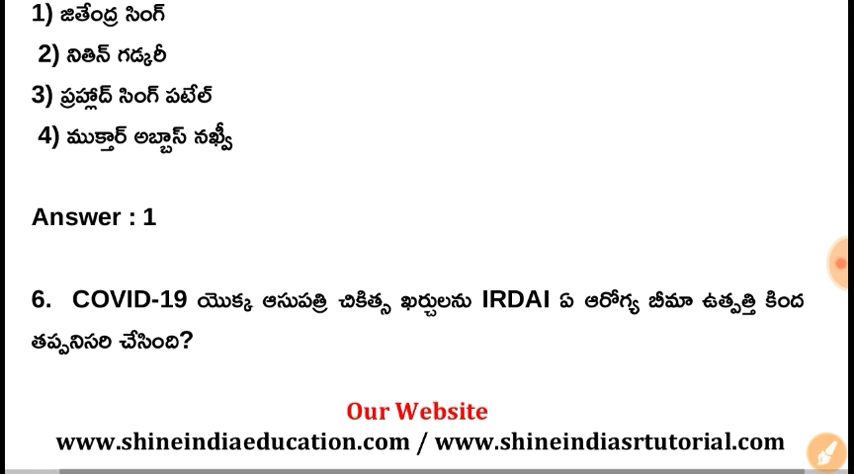 1) జితేంద్ర సింగ్
2) నితిన్ గడ్కరీ
3) ప్రహ్లాద్ సింగ్ పటేల్
4) ముక్తార్ అబ్బాస్ నఖ్వీ
Answer : 1
6. COVID-19 యొక్క ఆసుపత్రి చికిత్స ఖర్చులను IRDAI ఏ ఆరోగ్య బీమా ఉత్పత్తి కింద
తప్పనిసరి చేసింది?
Our Website
www.shineindiaeducation.com / www.shineindiasrtutorial.com